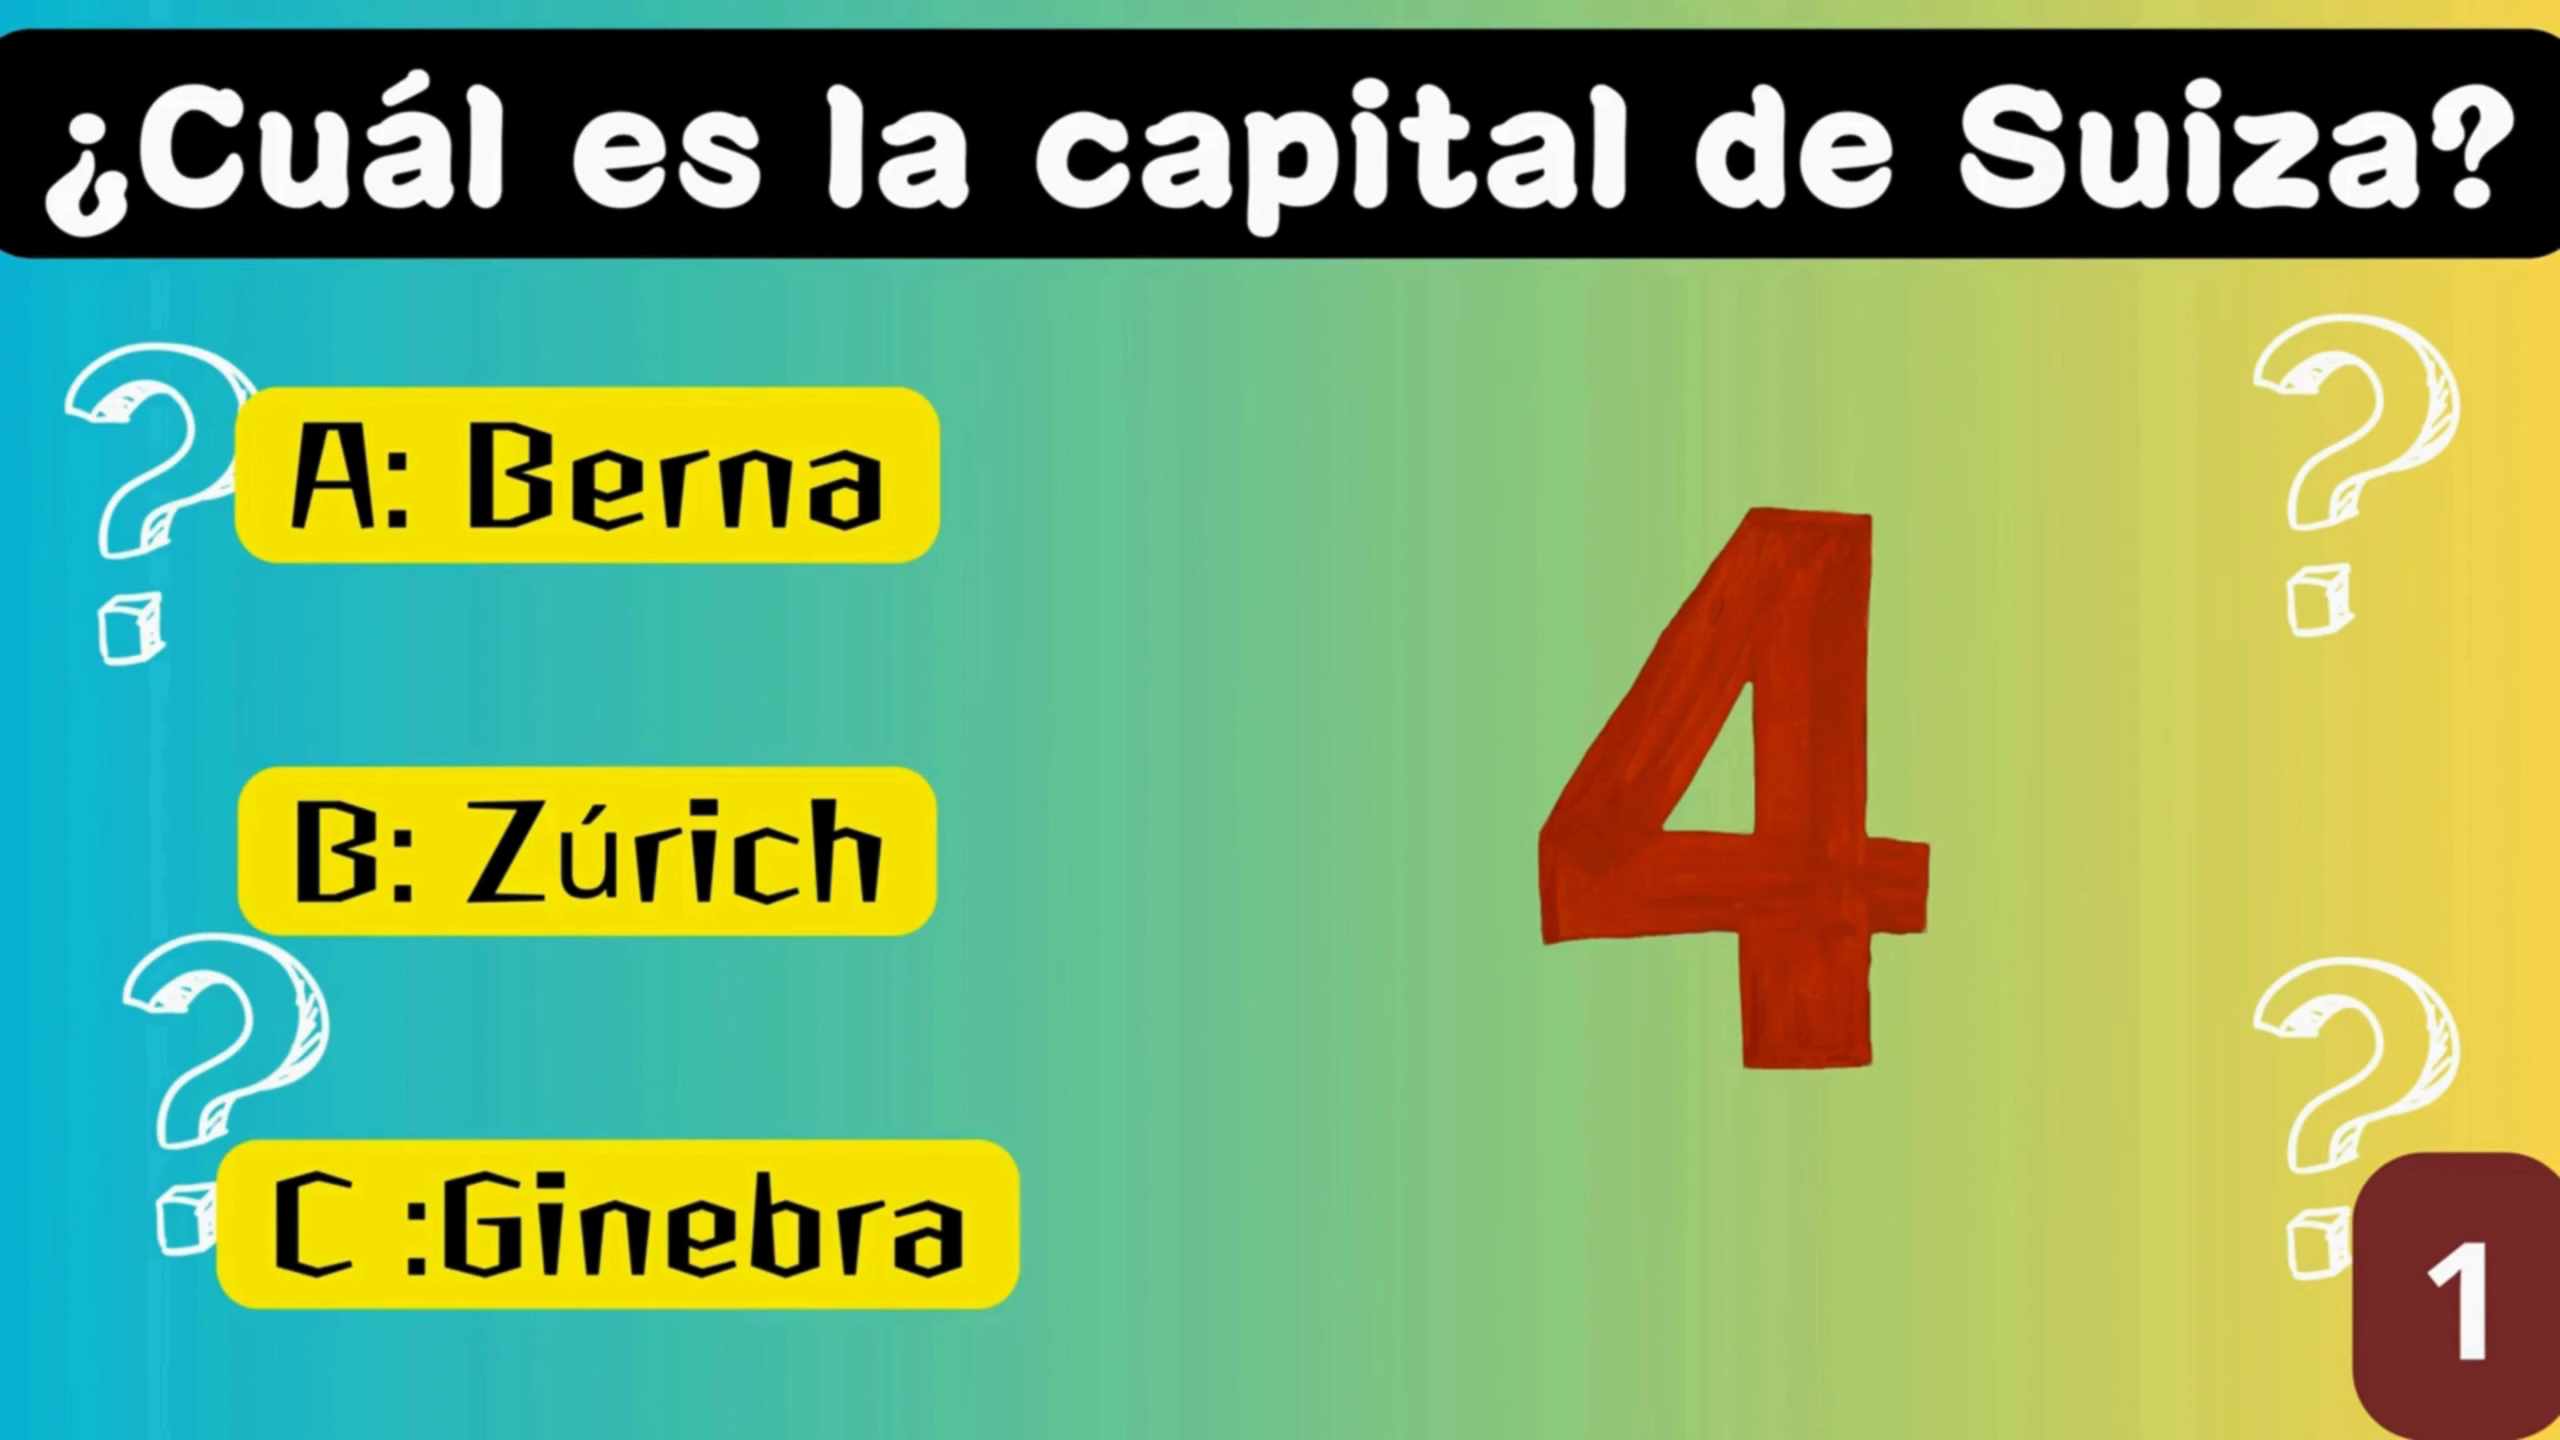 ¿Cuál es la capital de Suiza?
A: Berna
B: Zúrich
4
C :Ginebra
1